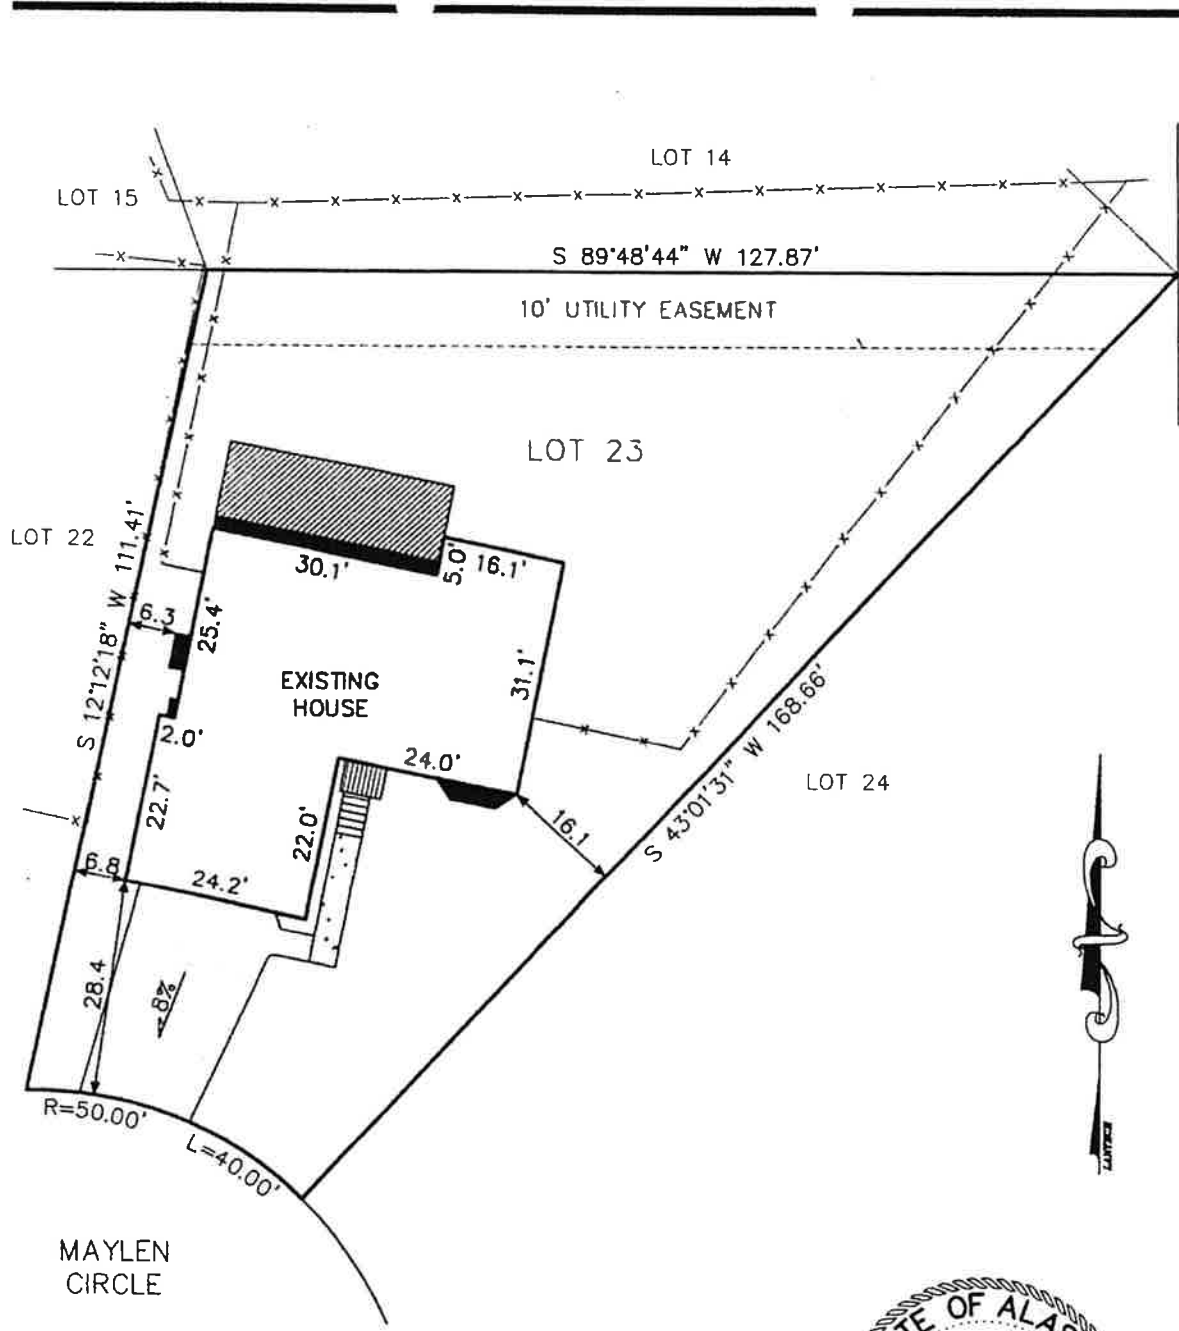 LOT 14
LOT 15
S 89°48'44" W 127.87'
10' UTILITY EASEMENT
LOT 23
LOT 22
S 12°12'18" W 111.41'
30.1'
5.0'
16.1'
6.3
25.4'
EXISTING
HOUSE
31.1'
2.0'
24.0'
S 43°01'31" W 168.66'
LOT 24
22.7'
22.0'
16.1
6.8
24.2'
28.4
8%
R=50.00'
L=40.00'
MAYLEN
CIRCLE
TE OF ALAS